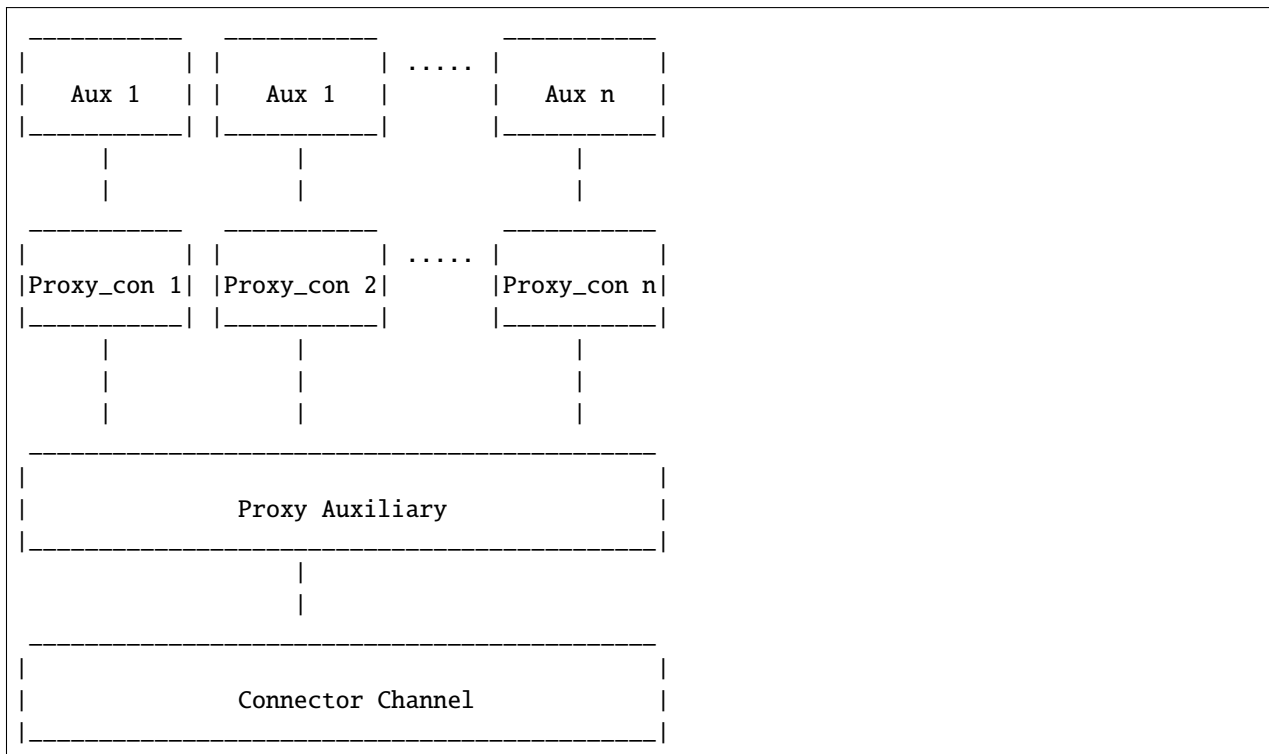 .....
Aux 1 Aux 1 Aux n
.....
Proxy_con 1 Proxy_con 2 Proxy_con n
Proxy Auxiliary
Connector Channel